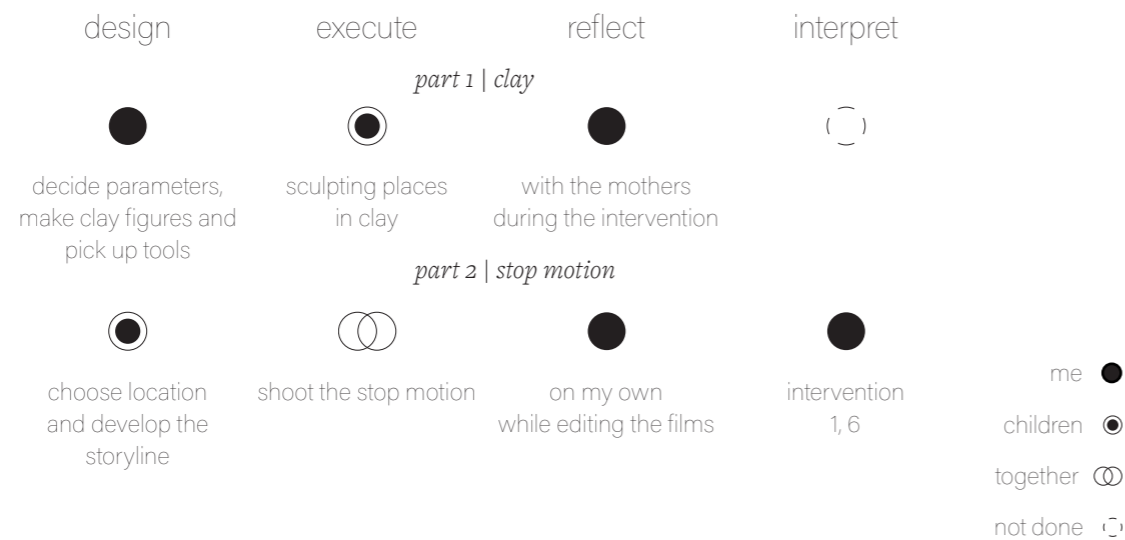 design
execute
reflect
interpret
part 1 | clay
decide parameters,
make clay figures and
pick up tools
sculpting places
in clay
with the mothers
during the intervention
part 2 | stop motion
choose location
and develop the
storyline
shoot the stop motion
on my own
while editing the films
intervention
1, 6
me
children
together
not done